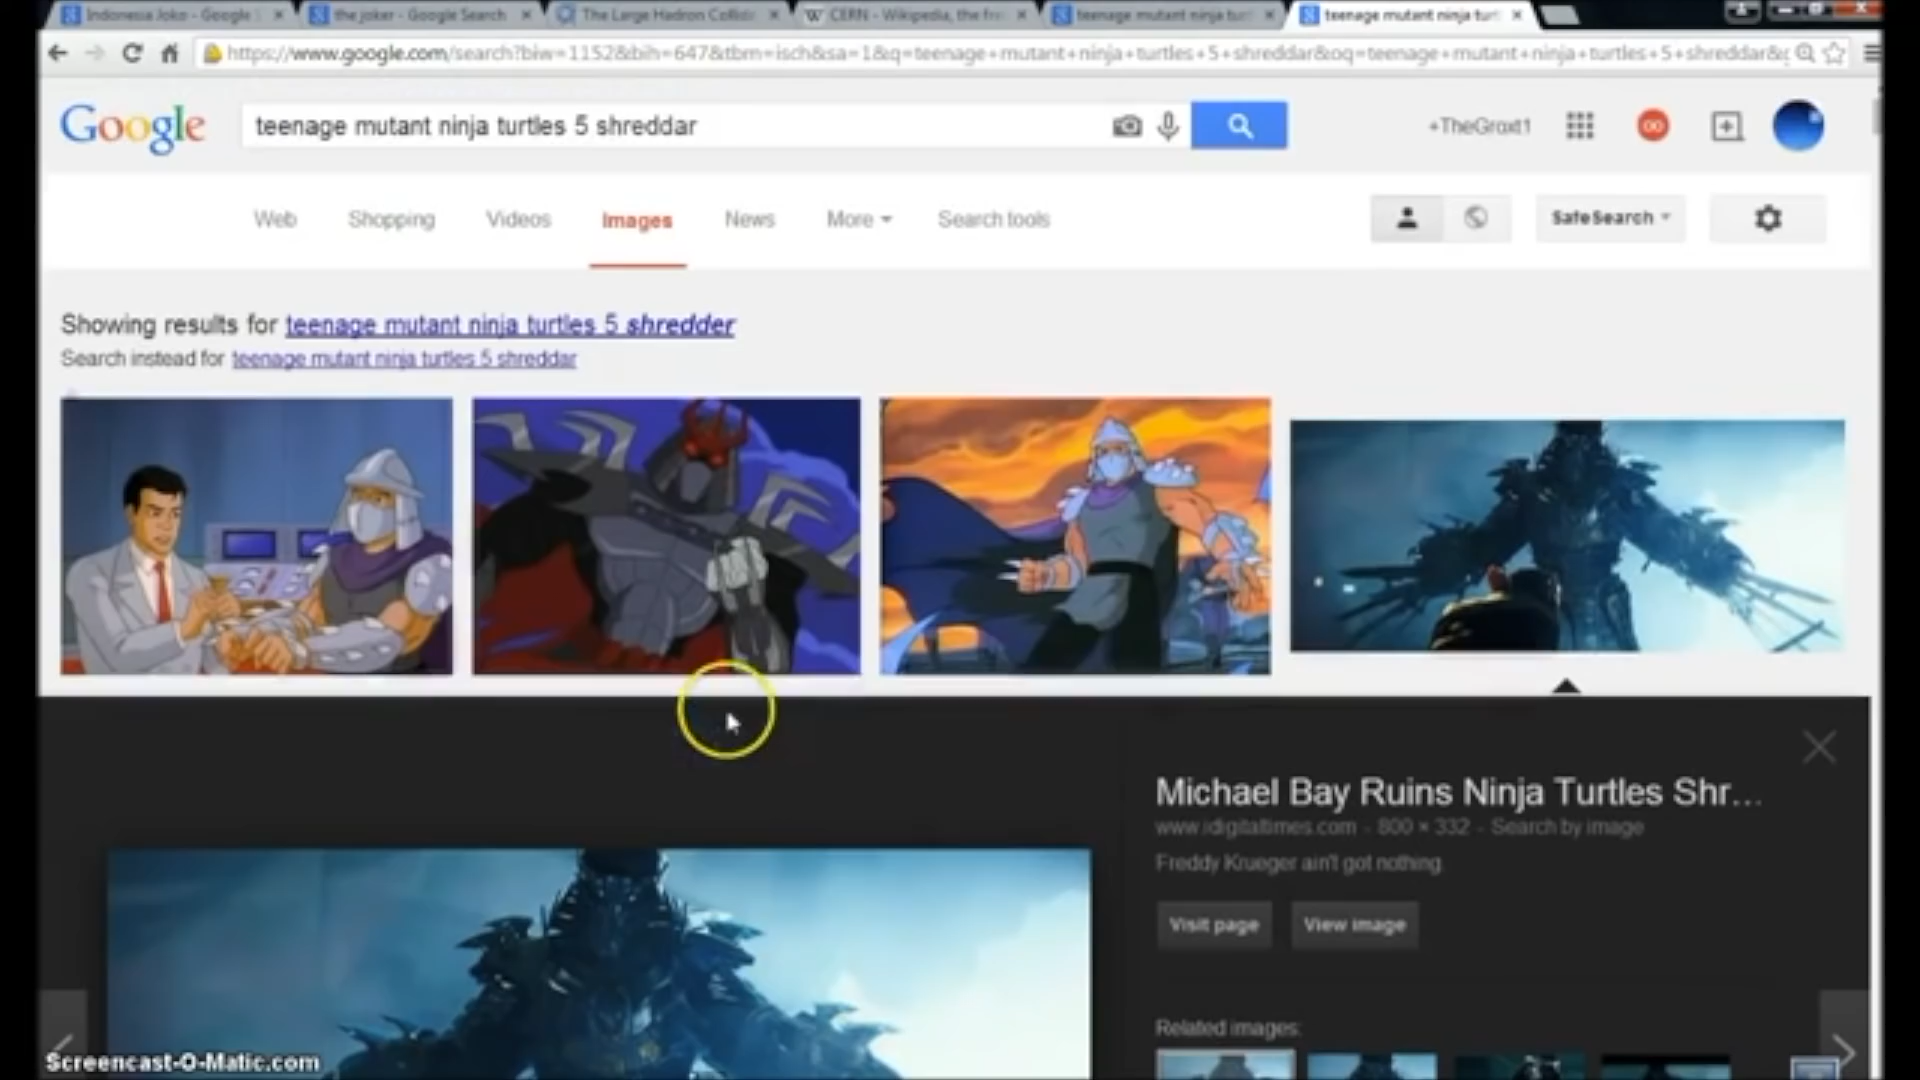 Indonesia Joko - Google S
the joker - Google Search
The Large Hadron Collide
CERN - Wikipedia, the fre
teenage mutant ninja turt
teenage mutant ninja turt
https://www.google.com/search?biw=1152&bih=647&tbm=isch&sa=1&q=teenage+mutant+ninja+turtles+5+shreddar&oq=teenage+mutant+ninja+turtles+5+shreddar&g
Google
teenage mutant ninja turtles 5 shreddar
+TheGroxt1
Web
Shopping
Videos
Images
News
More
Search tools
SafeSearch
Showing results for teenage mutant ninja turtles 5 shredder
Search instead for teenage mutant ninja turtles 5 shreddar
Michael Bay Ruins Ninja Turtles Shr...
www.idigitaltimes.com - 800 × 332 - Search by image
Freddy Krueger ain't got nothing.
Visit page
View image
Related images:
Screencast-O-Matic.com